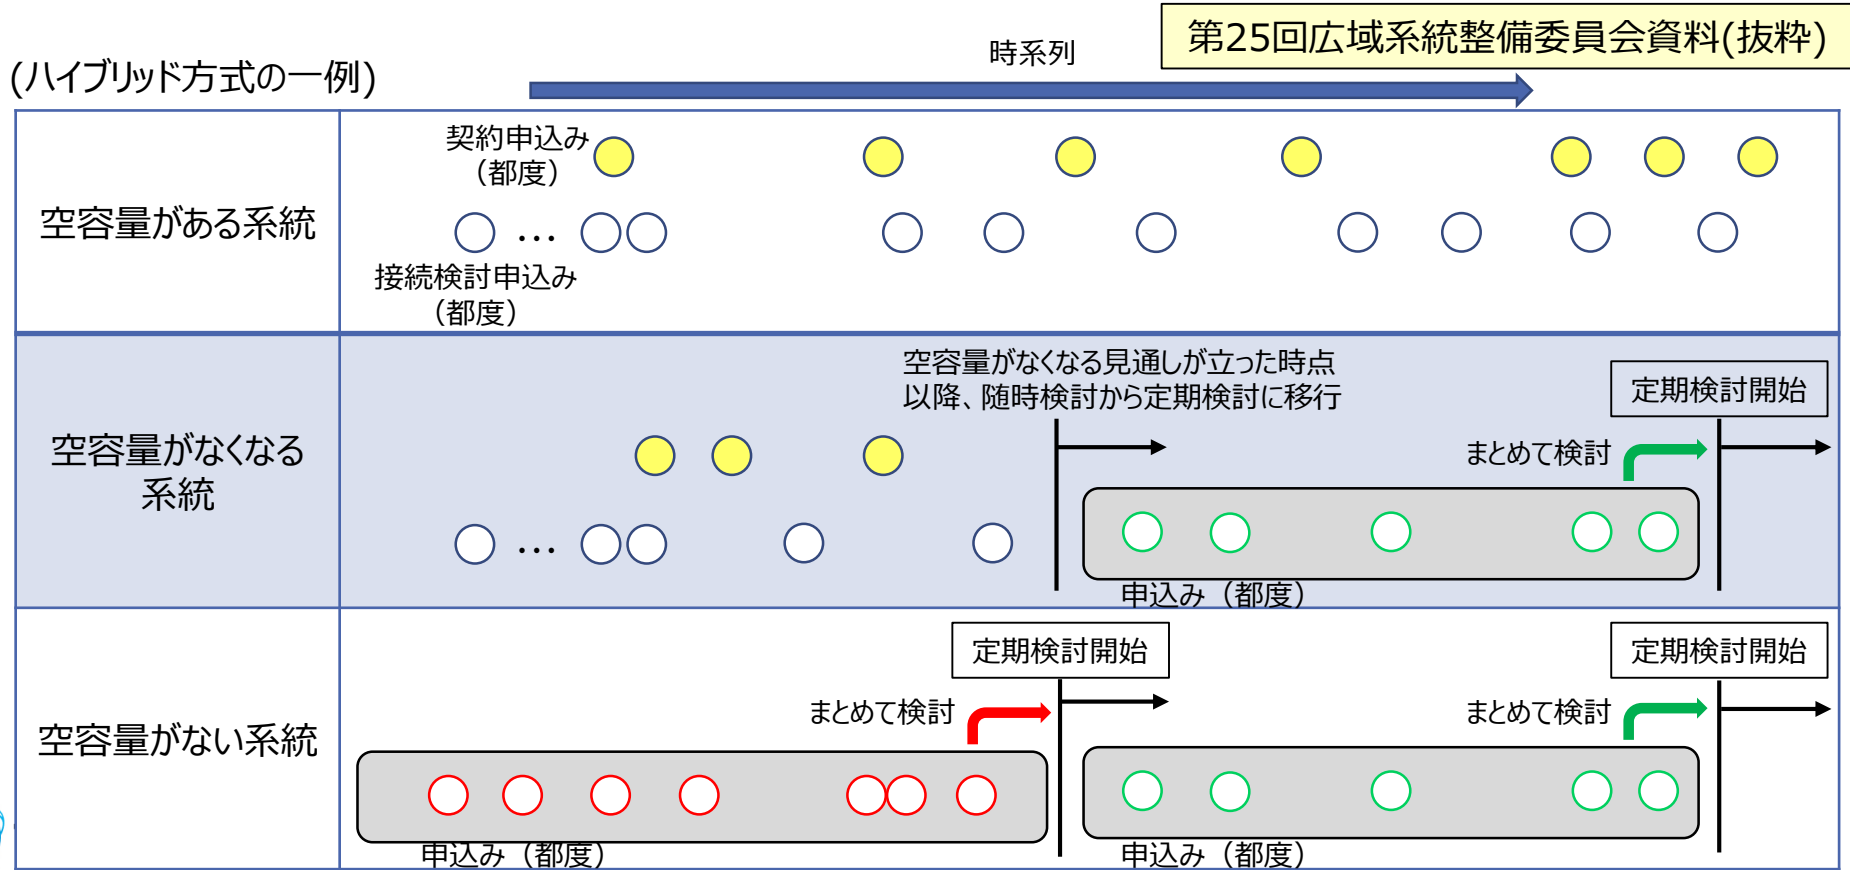 第25回広域系統整備委員会資料(抜粋)
時系列
(ハイブリッド方式の一例)
空容量がある系統
契約申込み
（都度）
…
接続検討申込み
（都度）
空容量がなくなる
系統
空容量がなくなる見通しが立った時点
以降、随時検討から定期検討に移行
定期検討開始
まとめて検討
…
申込み（都度）
空容量がない系統
定期検討開始
まとめて検討
申込み（都度）
定期検討開始
まとめて検討
申込み（都度）